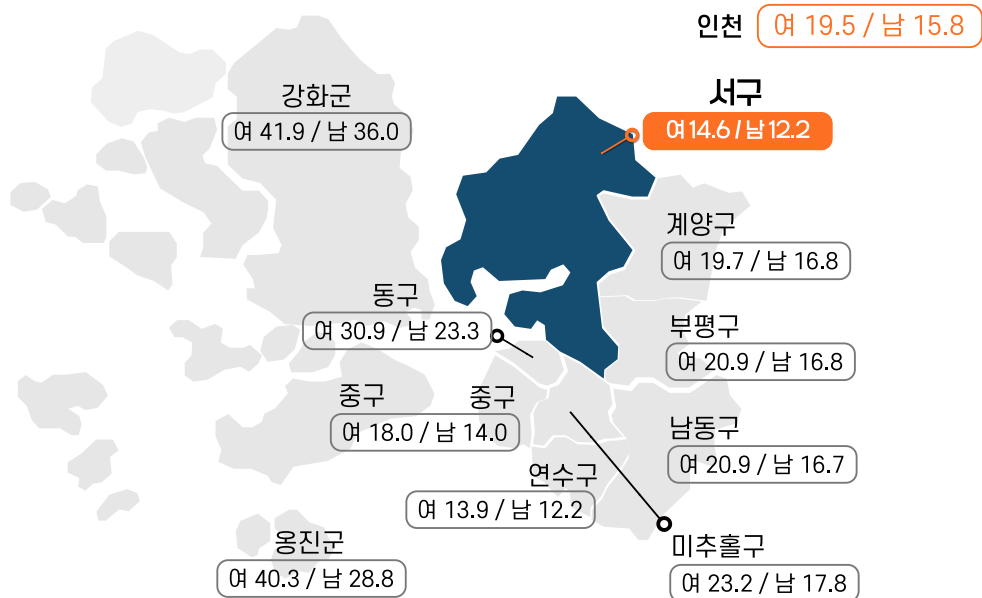 인천 여 19.5 / 남 15.8
서구
여 14.6 / 남 12.2
강화군
여 41.9 / 남 36.0
계양구
여 19.7 / 남 16.8
동구
여 30.9 / 남 23.3
부평구
여 20.9 / 남 16.8
중구 중구
여 18.0 / 남 14.0
남동구
여 20.9 / 남 16.7
연수구
여 13.9 / 남 12.2
옹진군
여 40.3 / 남 28.8
미추홀구
여 23.2 / 남 17.8